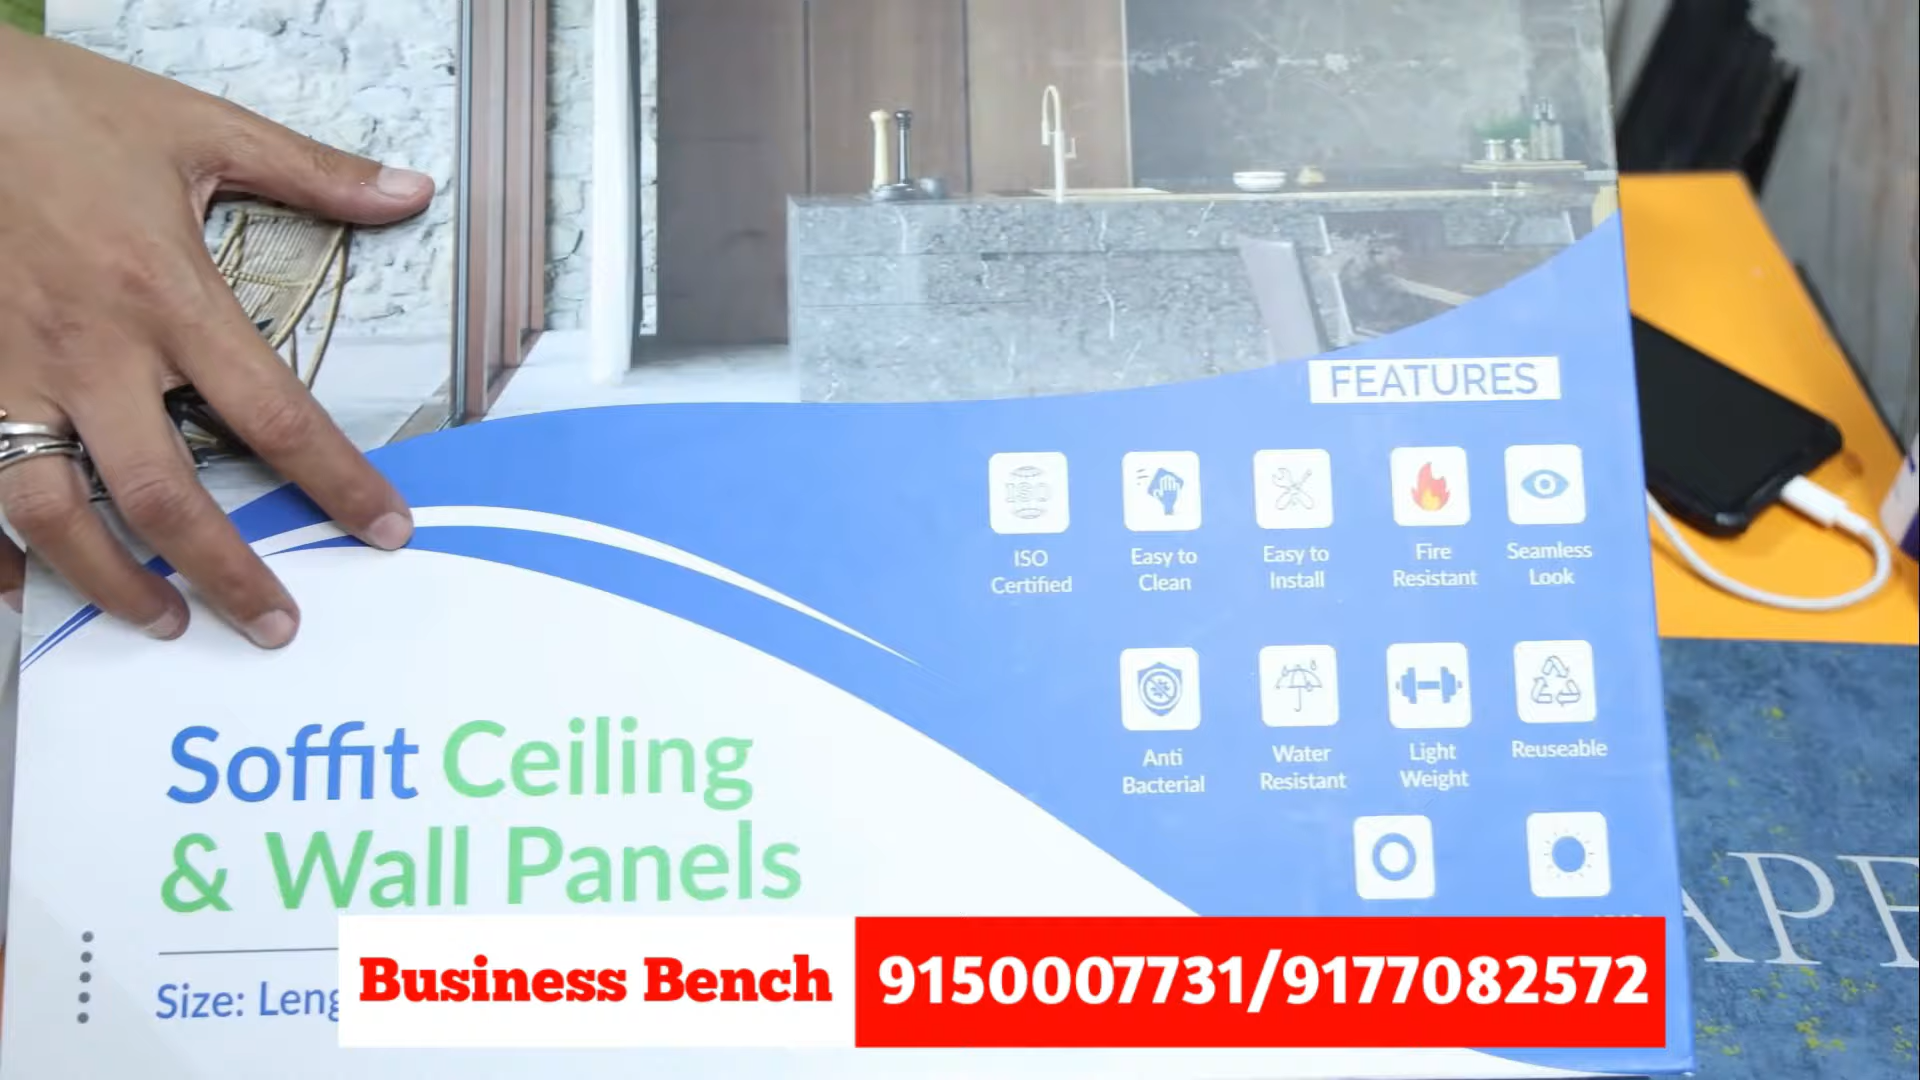 FEATURES
ISO
Certified
Easy to
Clean
Easy to
Install
Fire
Resistant
Seamless
Look
Anti
Bacterial
Water
Resistant
Light
Weight
Reuseable
Soffit Ceiling
& Wall Panels
Size:
Business Bench
9150007731/9177082572